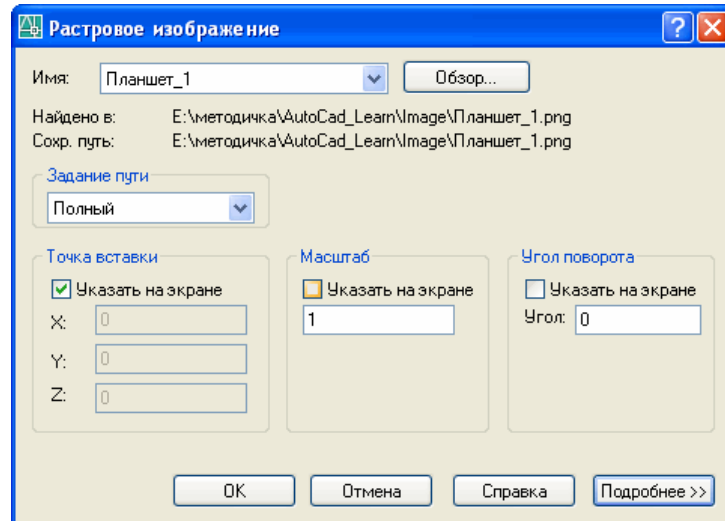 Растровое изображение
Имя: Планшет_1 Обзор...
Найдено в: E:\методичка\AutoCad_Learn\Image\Планшет_1.png
Сохр. путь: E:\методичка\AutoCad_Learn\Image\Планшет_1.png
Задание пути
Полный
Точка вставки
Указать на экране
X: 0
Y: 0
Z: 0
Масштаб
Указать на экране
1
Угол поворота
Указать на экране
Угол: 0
OK Отмена Справка Подробнее >>